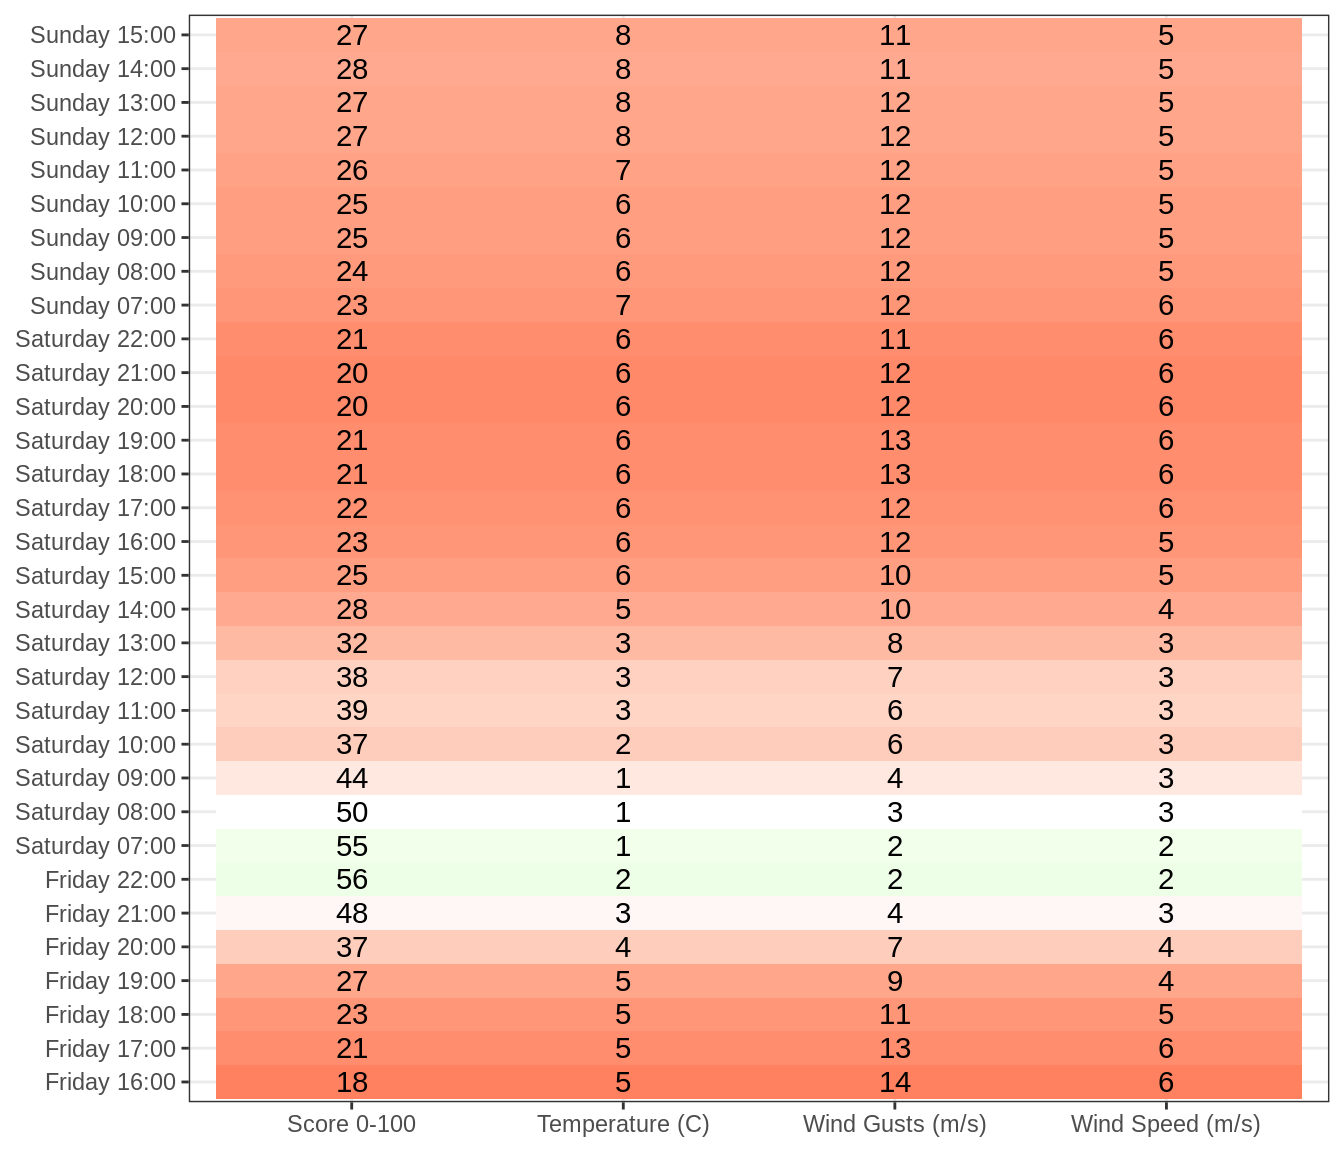 Sunday 15:00 27 8 11 5
Sunday 14:00 28 8 11 5
Sunday 13:00 27 8 12 5
Sunday 12:00 27 8 12 5
Sunday 11:00 26 7 12 5
Sunday 10:00 25 6 12 5
Sunday 09:00 25 6 12 5
Sunday 08:00 24 6 12 5
Sunday 07:00 23 7 12 6
Saturday 22:00 21 6 11 6
Saturday 21:00 20 6 12 6
Saturday 20:00 20 6 12 6
Saturday 19:00 21 6 13 6
Saturday 18:00 21 6 13 6
Saturday 17:00 22 6 12 6
Saturday 16:00 23 6 12 5
Saturday 15:00 25 6 10 5
Saturday 14:00 28 5 10 4
Saturday 13:00 32 3 8 3
Saturday 12:00 38 3 7 3
Saturday 11:00 39 3 6 3
Saturday 10:00 37 2 6 3
Saturday 09:00 44 1 4 3
Saturday 08:00 50 1 3 3
Saturday 07:00 55 1 2 2
Friday 22:00 56 2 2 2
Friday 21:00 48 3 4 3
Friday 20:00 37 4 7 4
Friday 19:00 27 5 9 4
Friday 18:00 23 5 11 5
Friday 17:00 21 5 13 6
Friday 16:00 18 5 14 6
Score 0-100 Temperature (C) Wind Gusts (m/s) Wind Speed (m/s)